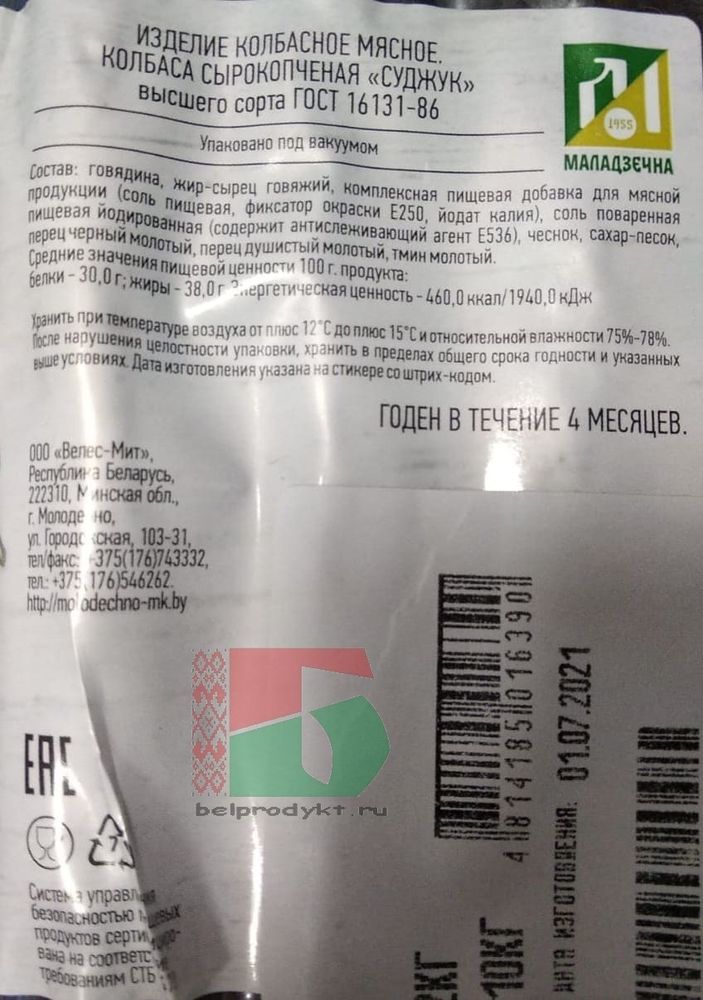 ИЗДЕЛИЕ КОЛБАСНОЕ МЯСНОЕ.
КОЛБАСА СЫРОКОПЧЕНАЯ «СУДЖУК»
высшего сорта ГОСТ 16131-86
Упаковано под вакуумом
1955
МАЛАДЗЕЧНА
Состав: говядина, жир-сырец говяжий, комплексная пищевая добавка для мясной
продукции (соль пищевая, фиксатор окраски Е250, йодат калия), соль поваренная
пищевая йодированная (содержит антислеживающий агент Е536), чеснок, сахар-песок,
перец черный молотый, перец душистый молотый, тмин молотый.
Средние значения пищевой ценности 100 г. продукта:
белки - 30,0 г; жиры - 38,0 г Энергетическая ценность - 460,0 ккал/1940,0 кДж
Хранить при температуре воздуха от плюс 12°С до плюс 15°С и относительной влажности 75%-78%.
После нарушения целостности упаковки, хранить в пределах общего срока годности и указанных
выше условиях. Дата изготовления указана на стикере со штрих-кодом.
ГОДЕН В ТЕЧЕНИЕ 4 МЕСЯЦЕВ.
ООО «Велес-Мит»,
Республика Беларусь,
222310, Минская обл.,
г. Молодечно,
ул. Городокская, 103-31,
тел/факс: +375(176)743332,
тел.: +375(176)546262.
http://molodechno-mk.by
4814185016390
ДАТА ИЗГОТОВЛЕНИЯ: 01.07.2021
КГ
10КГ
belprodykt.ru
EAC
Система управления
безопасностью пищевых
продуктов сертифициро-
вана на соответствие
требованиям СТБ